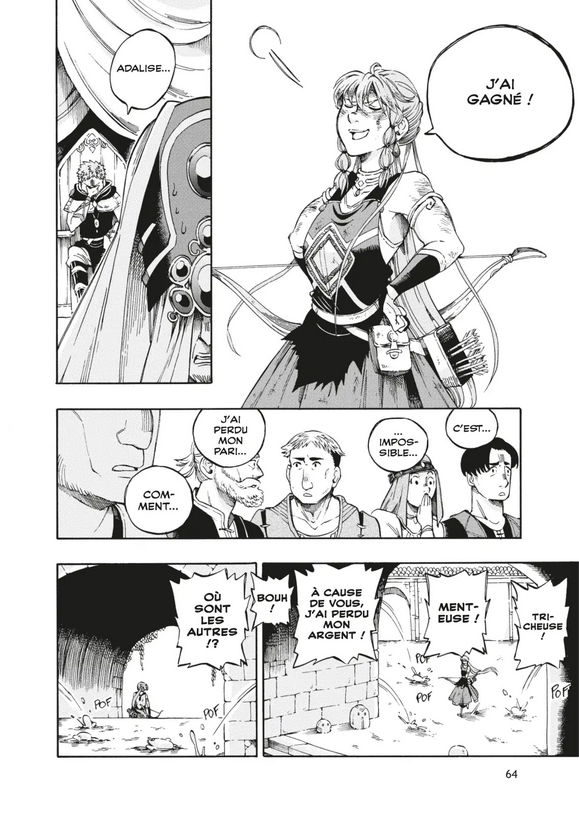 ADALISE...
J'AI
GAGNÉ !
COM-
MENT...
J'AI
PERDU
MON
PARI...
...
IMPOS-
SIBLE...
C'EST...
OÙ
SONT
LES
AUTRES
!?
BOUH
!
À CAUSE
DE VOUS,
J'AI PERDU
MON
ARGENT !
MENT-
EUSE !
TRI-
CHEUSE
!
POF
POF
POF
POF
POF
64